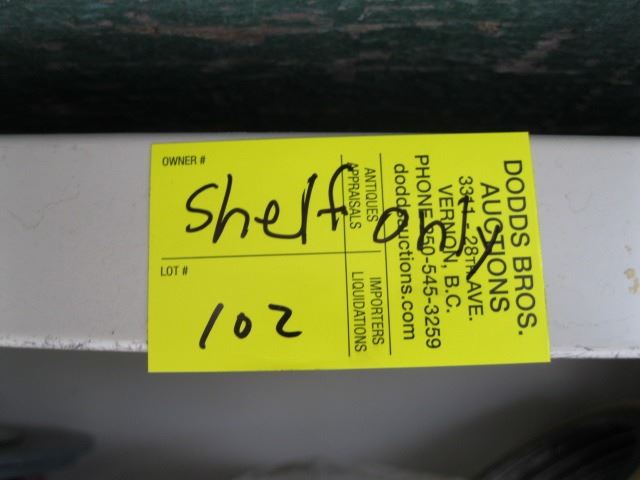 OWNER #
Shelf only
LOT #
102
ANTIQUES
APPRAISALS
IMPORTERS
LIQUIDATIONS
DODDS BROS.
AUCTIONS
28TH AVE.
VERNON, B.C.
PHONE 250-545-3259
doddsauctions.com